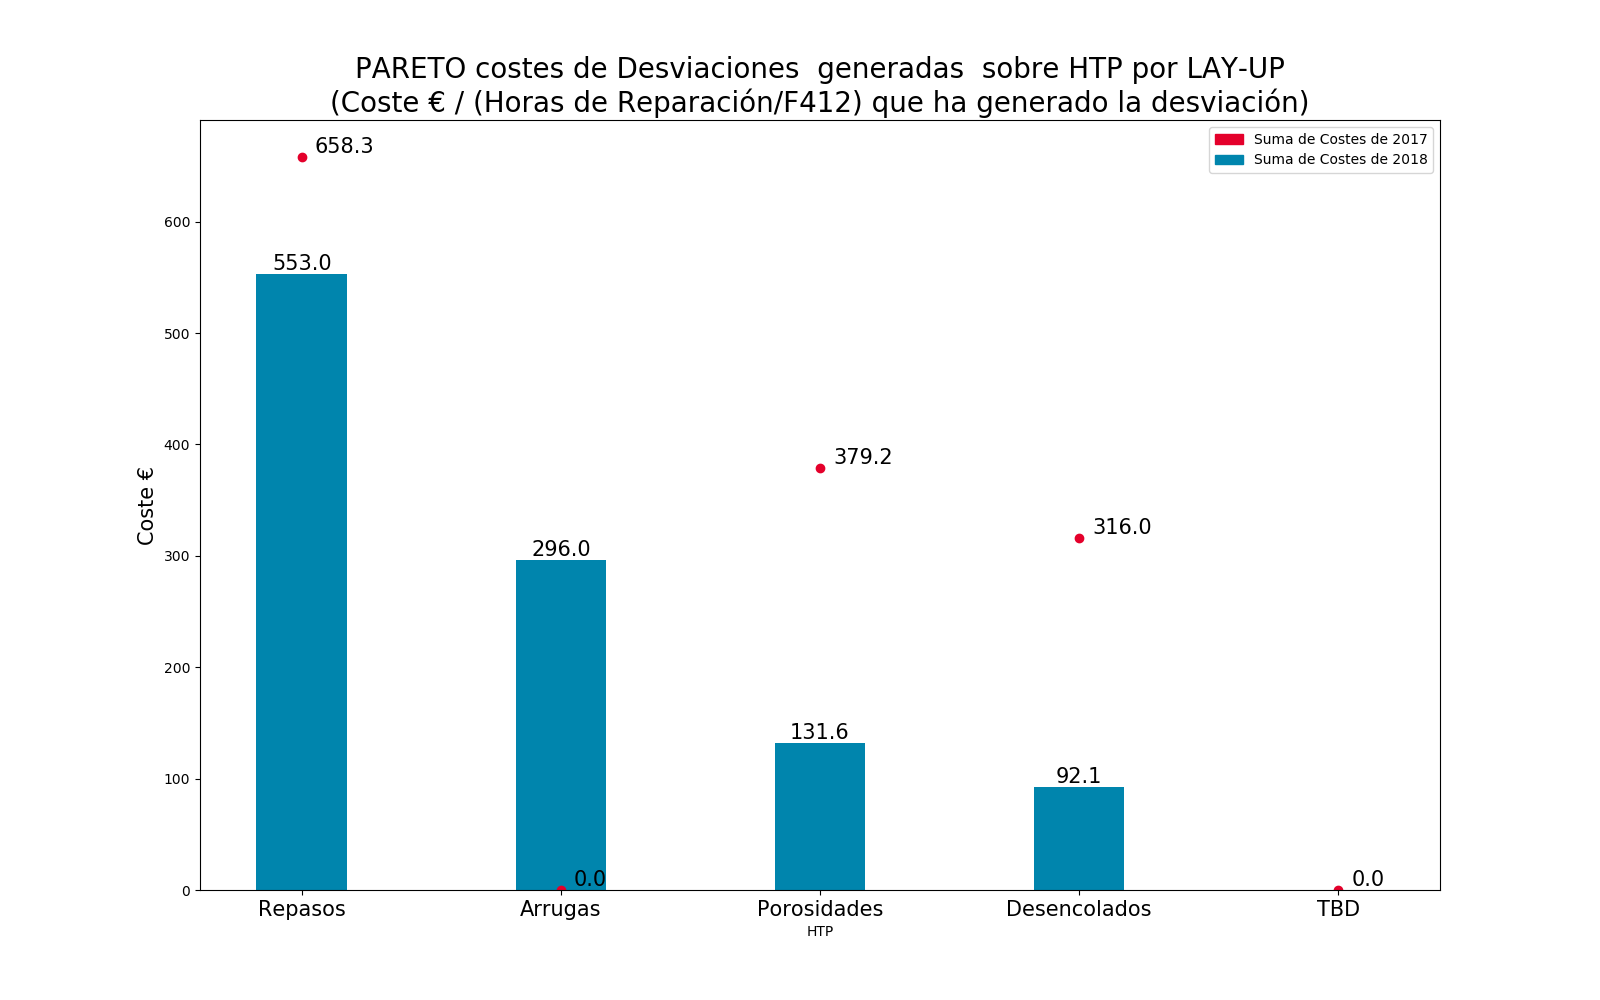 PARETO costes de Desviaciones  generadas  sobre HTP por LAY-UP
(Coste € / (Horas de Reparación/F412) que ha generado la desviación)
Suma de Costes de 2017
Suma de Costes de 2018
Coste €
600
500
400
300
200
100
0
658.3
553.0
296.0
0.0
379.2
131.6
316.0
92.1
0.0
Repasos
Arrugas
Porosidades
Desencolados
TBD
HTP